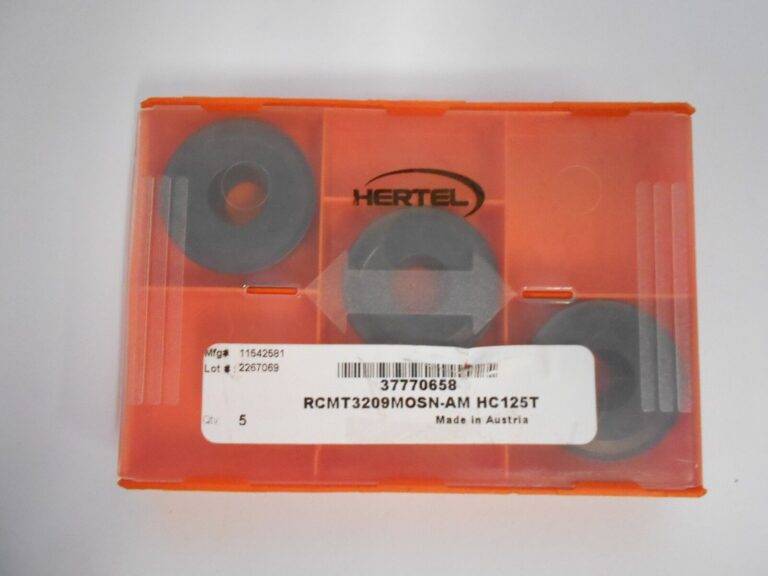 HERTEL
Mfg# 11542581
Lot #: 2267069
37770658
RCMT3209MOSN-AM HC125T
Qty 5
Made in Austria